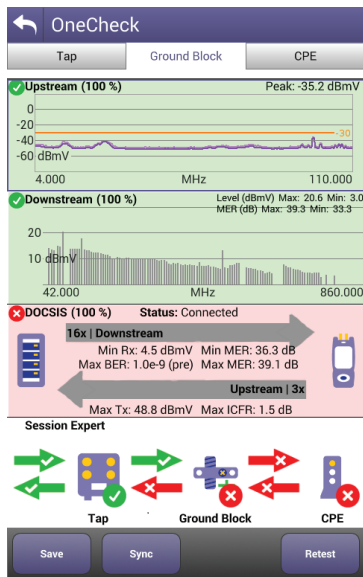 OneCheck
Tap Ground Block CPE
Upstream (100 %) Peak: -35.2 dBmV
0
-20
-30
-40
-60 dBmV
4.000 MHz 110.000
Downstream (100 %) Level (dBmV) Max: 20.6 Min: 3.0
MER (dB) Max: 39.3 Min: 33.3
20
10 dBmV
42.000 MHz 860.000
DOCSIS (100 %) Status: Connected
16x | Downstream
Min Rx: 4.5 dBmV Min MER: 36.3 dB
Max BER: 1.0e-9 (pre) Max MER: 39.1 dB
Upstream | 3x
Max Tx: 48.8 dBmV Max ICFR: 1.5 dB
Session Expert
Tap Ground Block CPE
Save Sync Retest